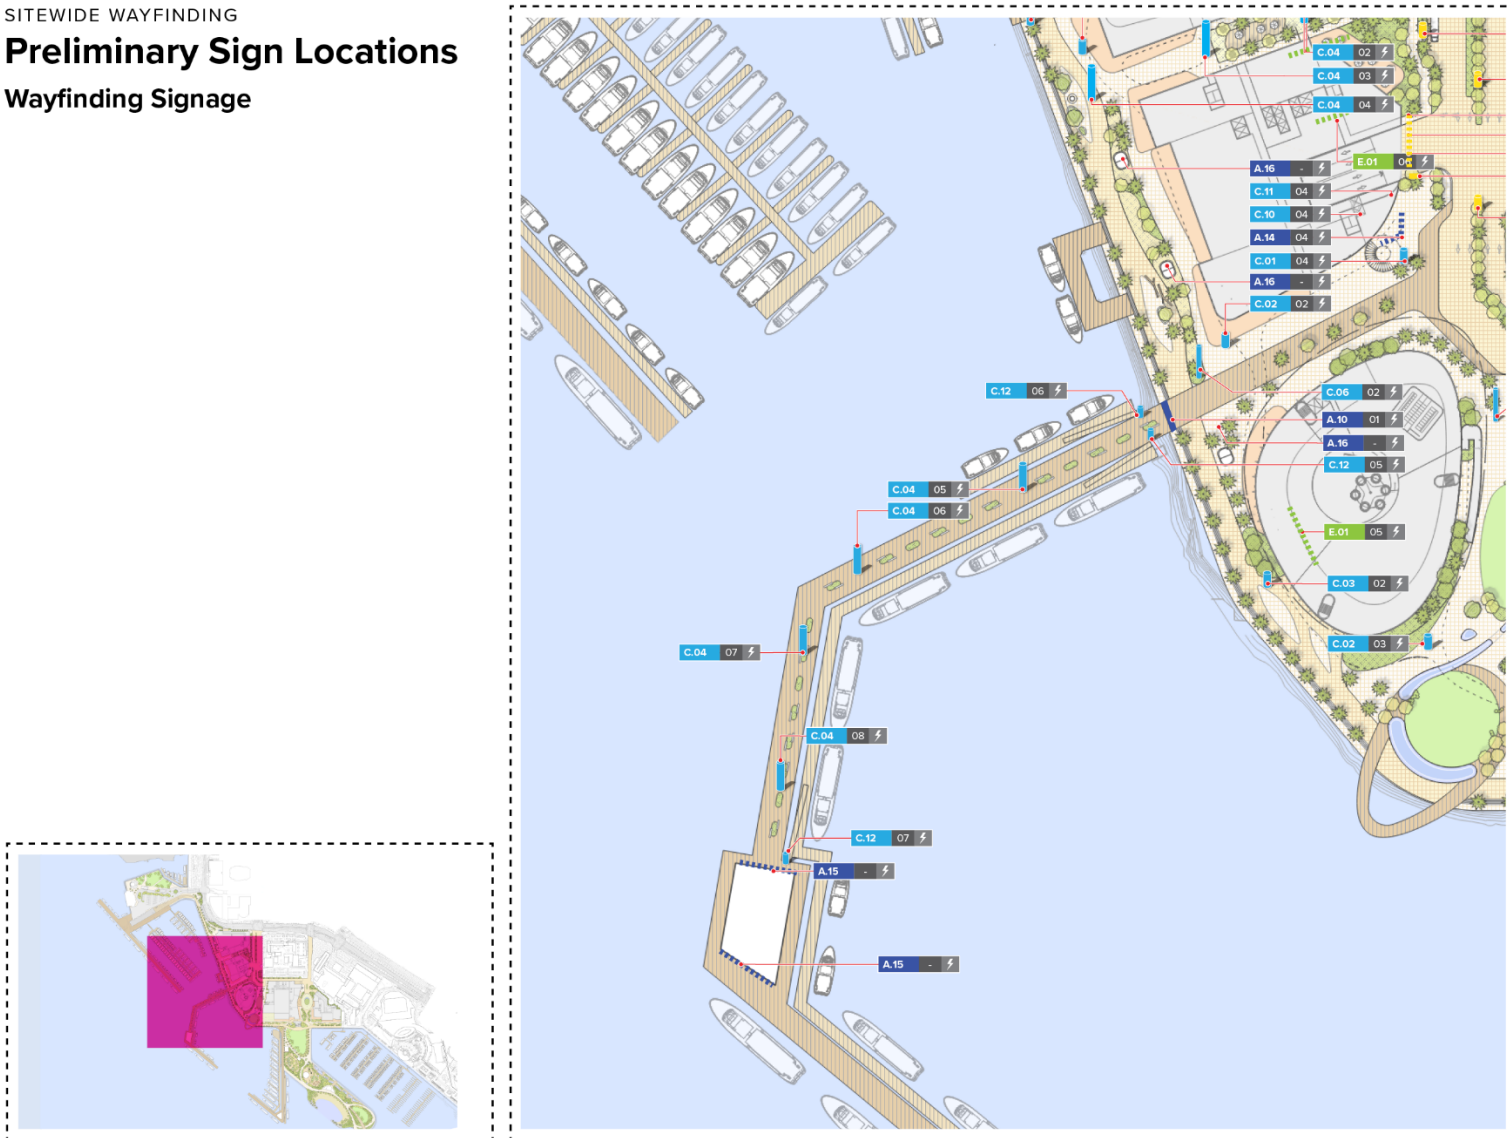 SITEWIDE WAYFINDING
Preliminary Sign Locations
Wayfinding Signage
C.04 02
C.04 03
C.04 04
E.01
A.16 -
C.11 04
C.10 04
A.14 04
C.01 04
A.16 -
C.02 02
C.12 06
C.06 02
A.10 01
A.16 -
C.12 05
C.04 05
C.04 06
E.01 05
C.03 02
C.02 03
C.04 07
C.04 08
C.12 07
A.15 -
A.15 -